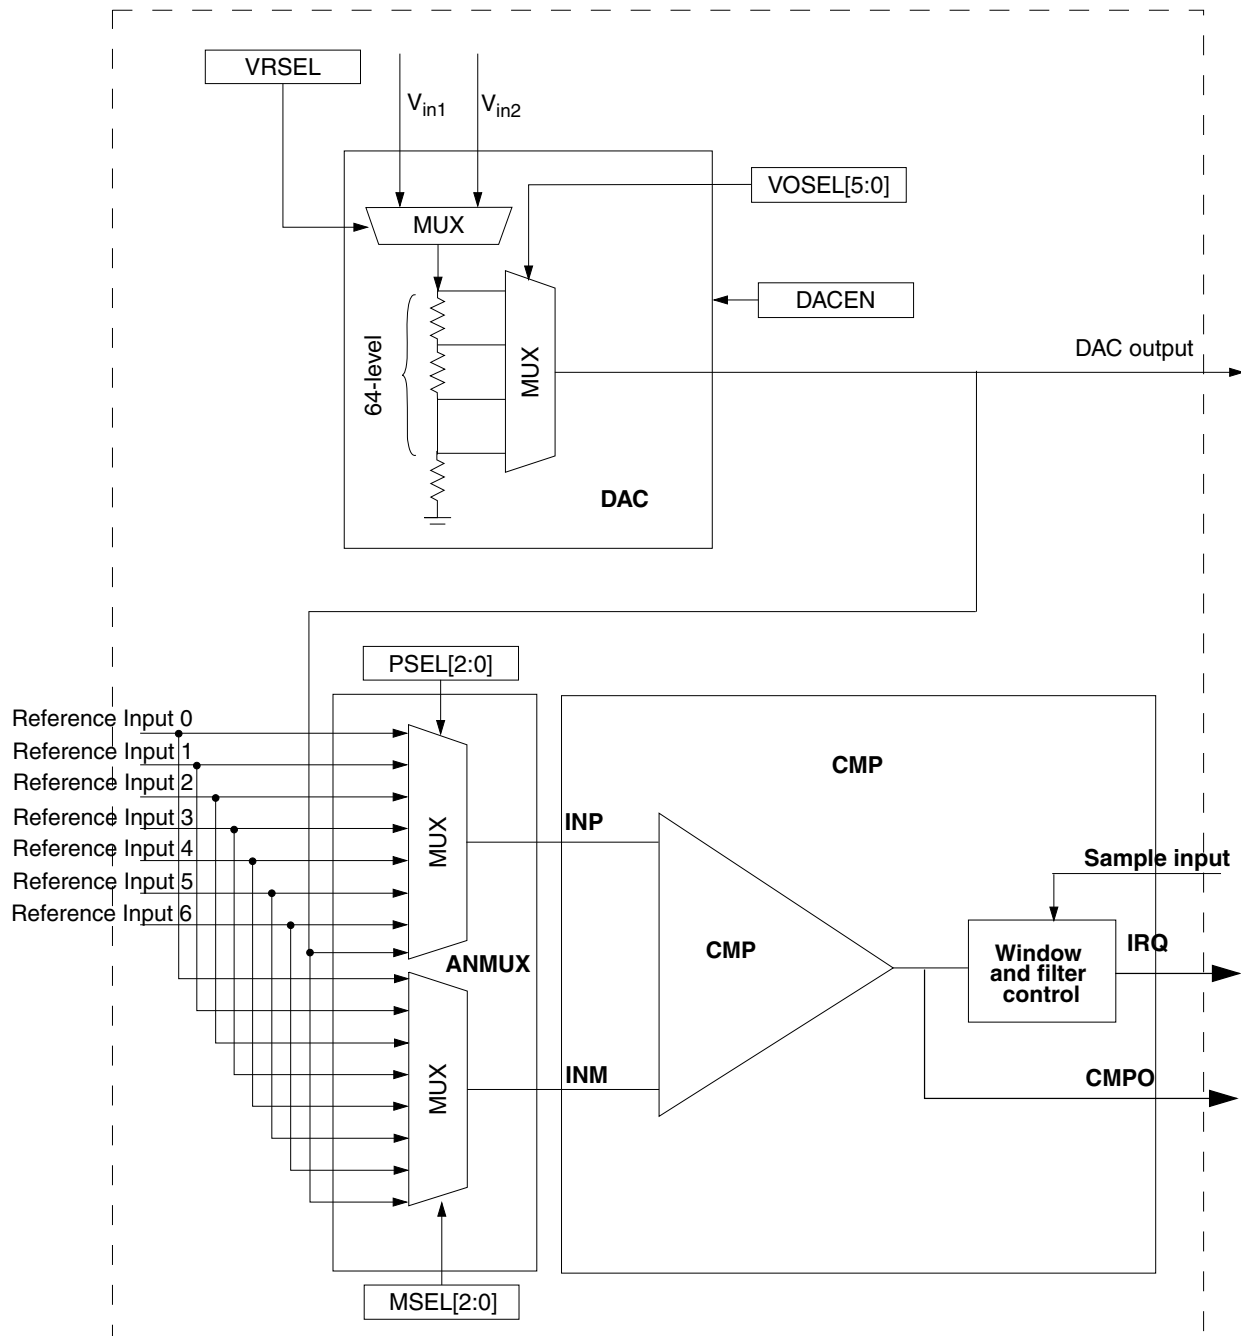 VRSEL
Vin1
Vin2
VOSEL[5:0]
MUX
DACEN
64-level
MUX
DAC output
DAC
PSEL[2:0]
Reference Input 0
Reference Input 1
Reference Input 2
Reference Input 3
Reference Input 4
Reference Input 5
Reference Input 6
MUX
ANMUX
MUX
MSEL[2:0]
INP
INM
CMP
CMP
Sample input
Window
and filter
control
IRQ
CMPO